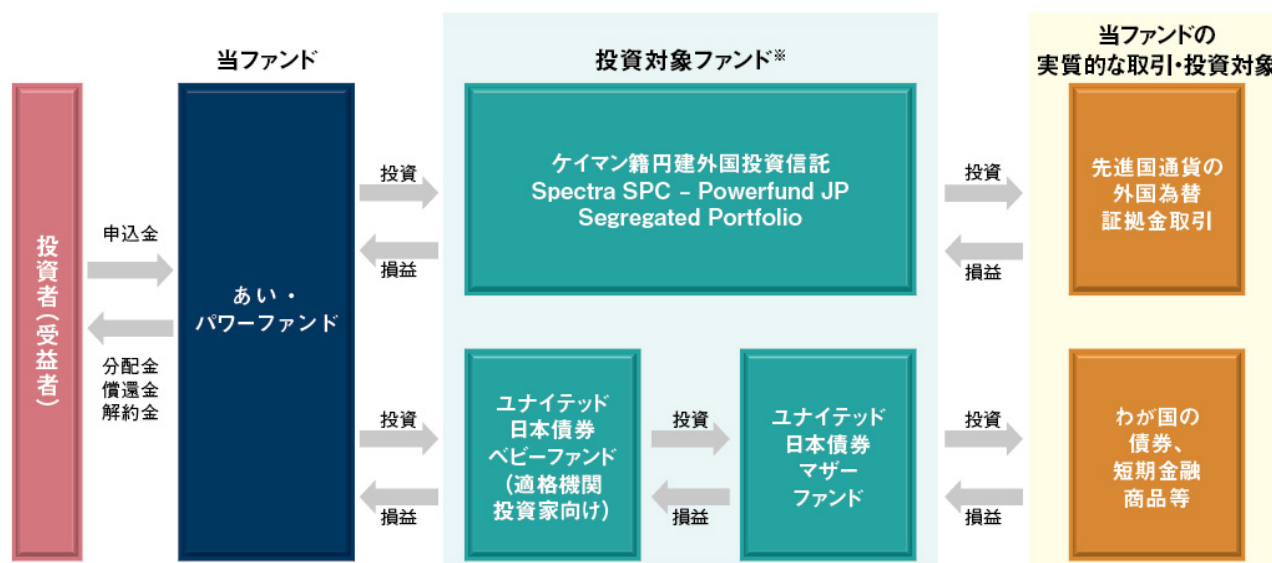 当ファンド
投資対象ファンド※
当ファンドの
実質的な取引・投資対象
投資者(受益者)
申込金
分配金
償還金
解約金
あい・
パワーファンド
投資
損益
ケイマン籍円建外国投資信託
Spectra SPC – Powerfund JP
Segregated Portfolio
投資
損益
先進国通貨の
外国為替
証拠金取引
投資
損益
ユナイテッド
日本債券
ベビーファンド
(適格機関
投資家向け)
投資
損益
ユナイテッド
日本債券
マザー
ファンド
投資
損益
わが国の
債券、
短期金融
商品等